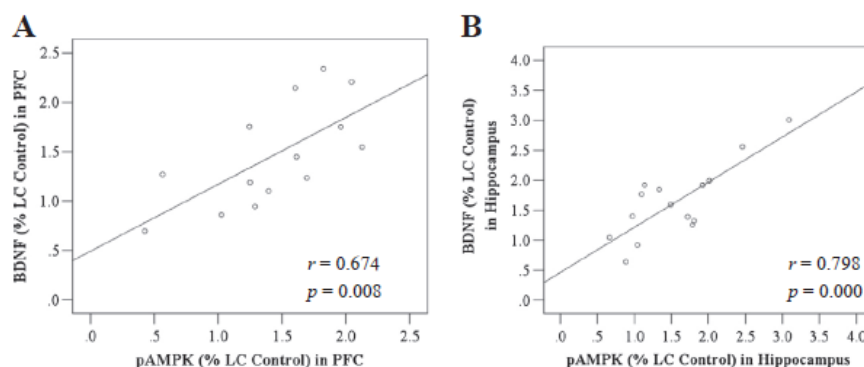 A
BDNF (% LC Control) in PFC
2.5
2.0
1.5
1.0
.5
.0
r = 0.674
p = 0.008
.0 .5 1.0 1.5 2.0 2.5
pAMPK (% LC Control) in PFC
B
BDNF (% LC Control)
in Hippocampus
4.0
3.5
3.0
2.5
2.0
1.5
1.0
.5
.0
r = 0.798
p = 0.000
.0 .5 1.0 1.5 2.0 2.5 3.0 3.5 4.0
pAMPK (% LC Control) in Hippocampus